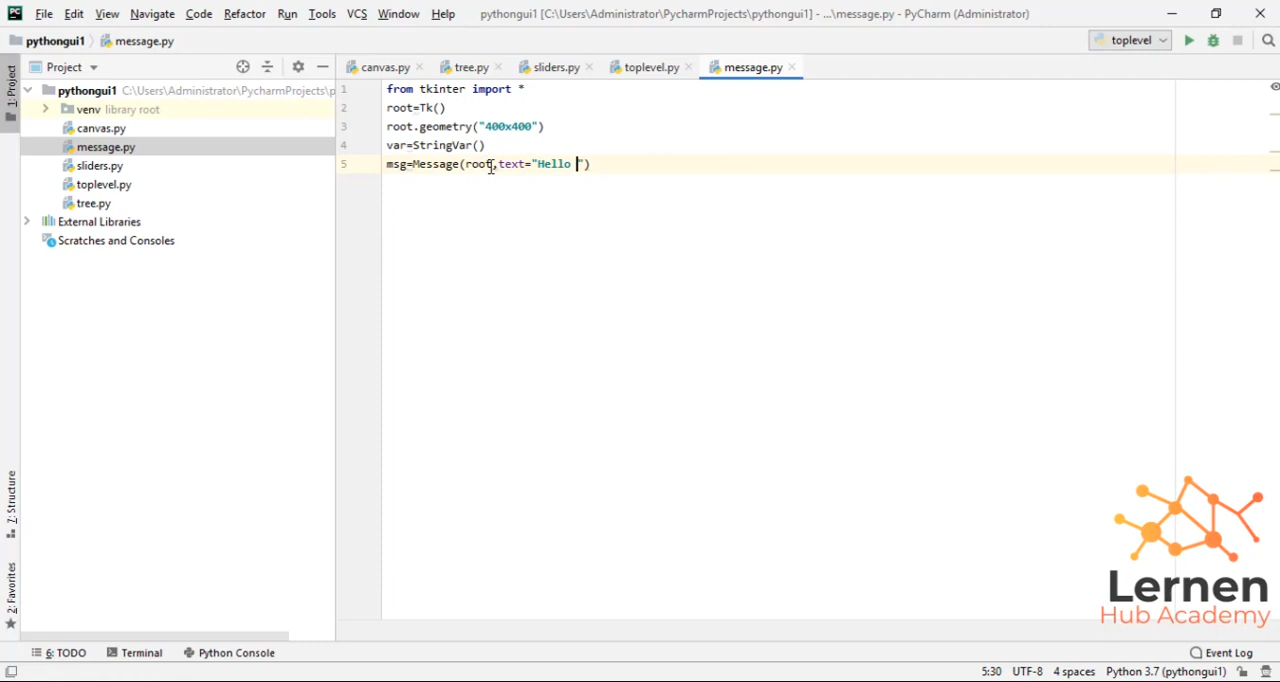 File Edit View Navigate Code Refactor Run Tools VCS Window Help pythongui1 [C:\Users\Administrator\PycharmProjects\pythongui1] - ...\message.py - PyCharm (Administrator)
pythongui1 message.py toplevel
1: Project
Project
canvas.py tree.py sliders.py toplevel.py message.py
pythongui1 C:\Users\Administrator\PycharmProjects\p
venv library root
canvas.py
message.py
sliders.py
toplevel.py
tree.py
External Libraries
Scratches and Consoles
1 from tkinter import *
2 root=Tk()
3 root.geometry("400x400")
4 var=StringVar()
5 msg=Message(root,text="Hello ")
Z: Structure
2: Favorites
Lernen
Hub Academy
6: TODO Terminal Python Console Event Log
5:30 UTF-8 4 spaces Python 3.7 (pythongui1)